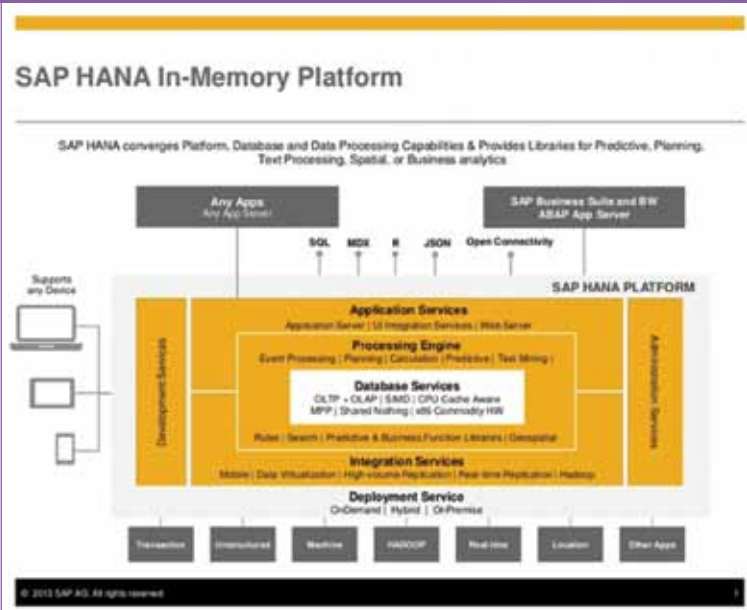 SAP HANA In-Memory Platform
SAP HANA converges Platform, Database and Data Processing Capabilities & Provides Libraries for Predictive, Planning,
Text Processing, Spatial, or Business analytics
Any Apps
Any App Server
SAP Business Suite and BW
ABAP App Server
SQL
MDX
R
JSON
Open Connectivity
Supports
any Device
SAP HANA PLATFORM
Development Services
Administration Services
Application Services
Application Server | UI Integration Services | Web Server
Processing Engine
Event Processing | Planning | Calculation | Predictive | Text Mining |
Database Services
OLTP + OLAP | SIMD | CPU Cache Aware
MPP | Shared Nothing | x86 Commodity HW
Rules | Search | Predictive & Business Function Libraries | Geospatial
Integration Services
Mobile | Data Virtualization | High-volume Replication | Real-time Replication | Hadoop
Deployment Service
OnDemand | Hybrid | On-Premise
Transaction
Unstructured
Machine
HADOOP
Real-time
Location
Other Apps
© 2013 SAP AG. All rights reserved.